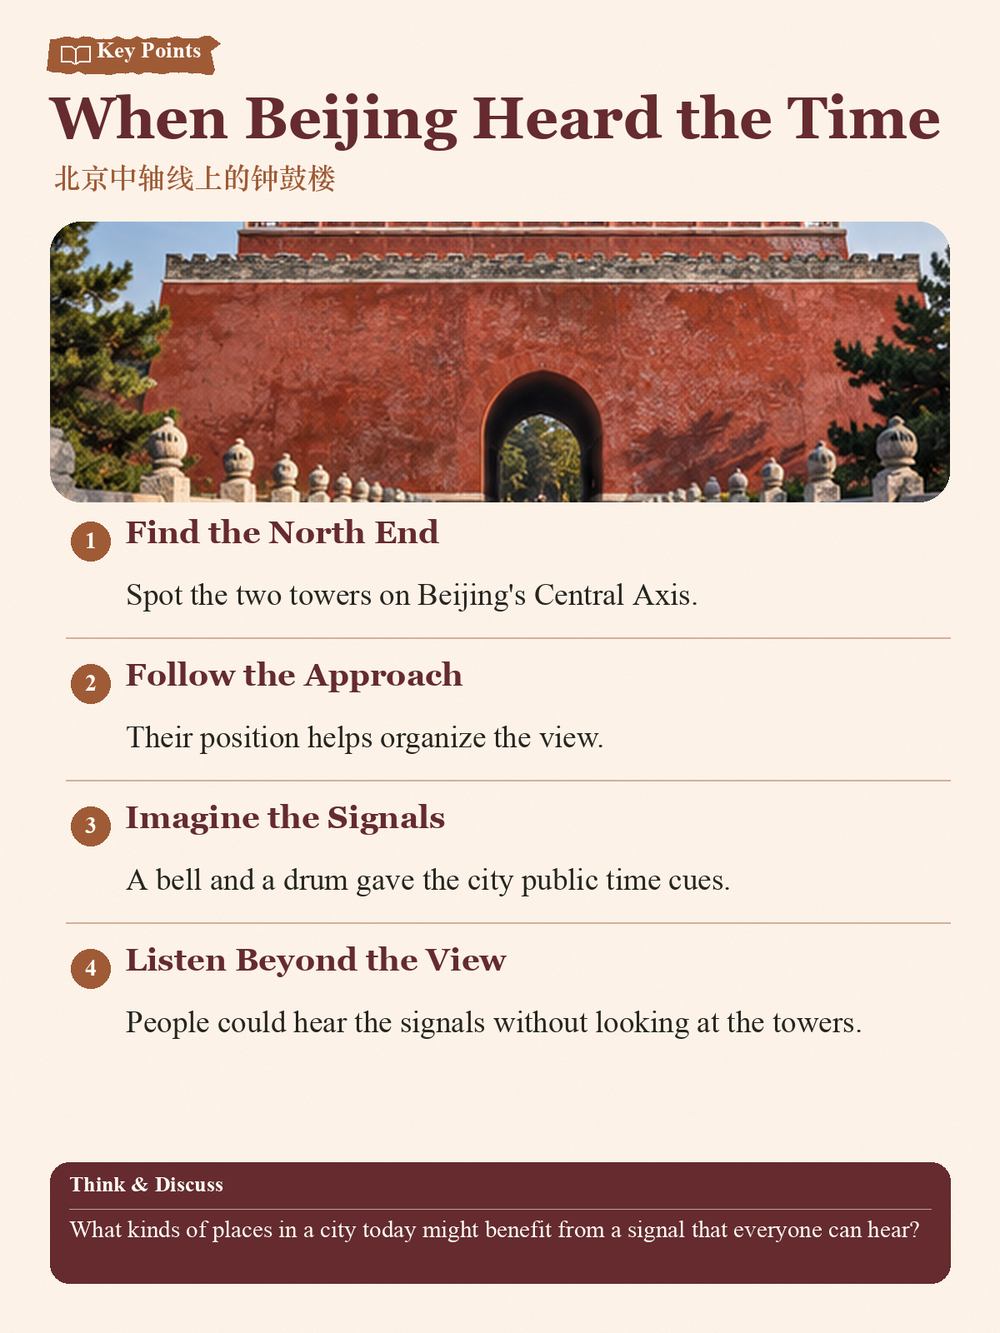 Key Points
When Beijing Heard the Time
北京中轴线上的钟鼓楼
1 Find the North End
Spot the two towers on Beijing's Central Axis.
2 Follow the Approach
Their position helps organize the view.
3 Imagine the Signals
A bell and a drum gave the city public time cues.
4 Listen Beyond the View
People could hear the signals without looking at the towers.
Think & Discuss
What kinds of places in a city today might benefit from a signal that everyone can hear?